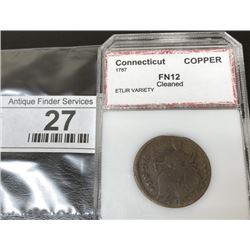 Connecticut COPPER
1787
FN12
Cleaned
ETLIR VARIETY
Antique Finder Services
27